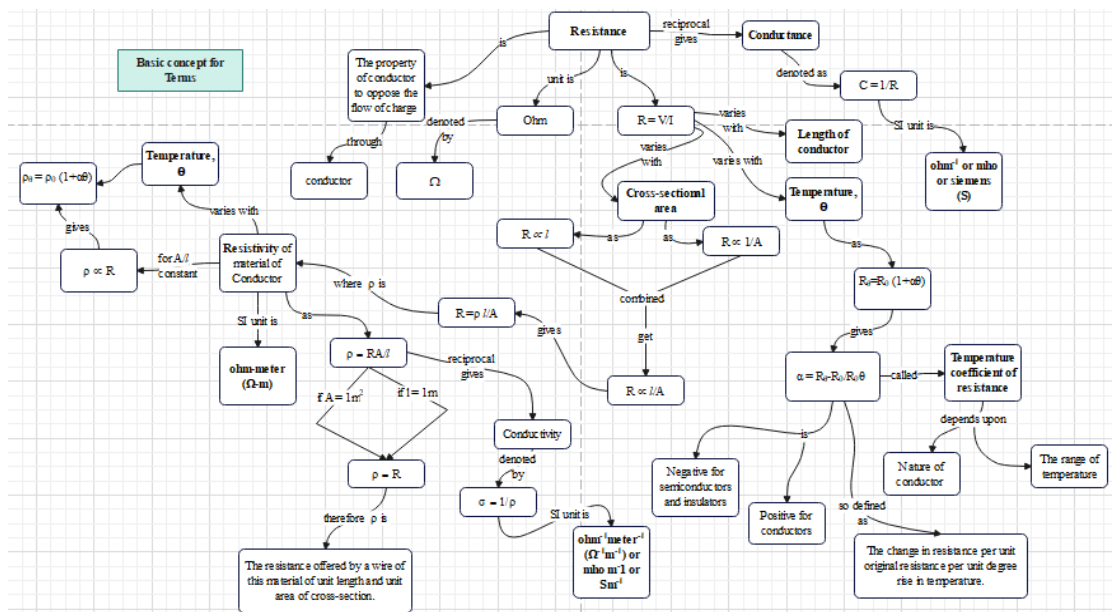 Basic concept for
Terms
Resistance
reciprocal
gives
Conductance
is
unit is
is
denoted as
The property
of conductor
to oppose the
flow of charge
C = 1/R
denoted
by
Ohm
R = V/I
varies
with
Length of
conductor
SI unit is
through
varies
with
varies with
conductor
Ω
ohm⁻¹ or mho
or siemens
(S)
Temperature,
θ
ρθ = ρ0 (1+αθ)
Cross-sectional
area
Temperature,
θ
varies with
gives
R ∝ l
as
as
R ∝ 1/A
as
ρ ∝ R
for A/l
constant
Resistivity of
material of
Conductor
where ρ is
combined
Rθ=R0 (1+αθ)
SI unit is
as
R=ρ l/A
gives
get
gives
ohm-meter
(Ω-m)
ρ = RA/l
reciprocal
gives
R ∝ l/A
α = Rθ-R0/R0θ
called
Temperature
coefficient of
resistance
if A = 1m²
if l = 1m
Conductivity
is
depends upon
denoted
by
ρ = R
Negative for
semiconductors
and insulators
Nature of
conductor
The range of
temperature
σ = 1/ρ
SI unit is
Positive for
conductors
so defined
as
therefore ρ is
ohm⁻¹meter⁻¹
(Ω⁻¹m⁻¹) or
mho m-1 or
Sm⁻¹
The resistance offered by a wire of
this material of unit length and unit
area of cross-section.
The change in resistance per unit
original resistance per unit degree
rise in temperature.